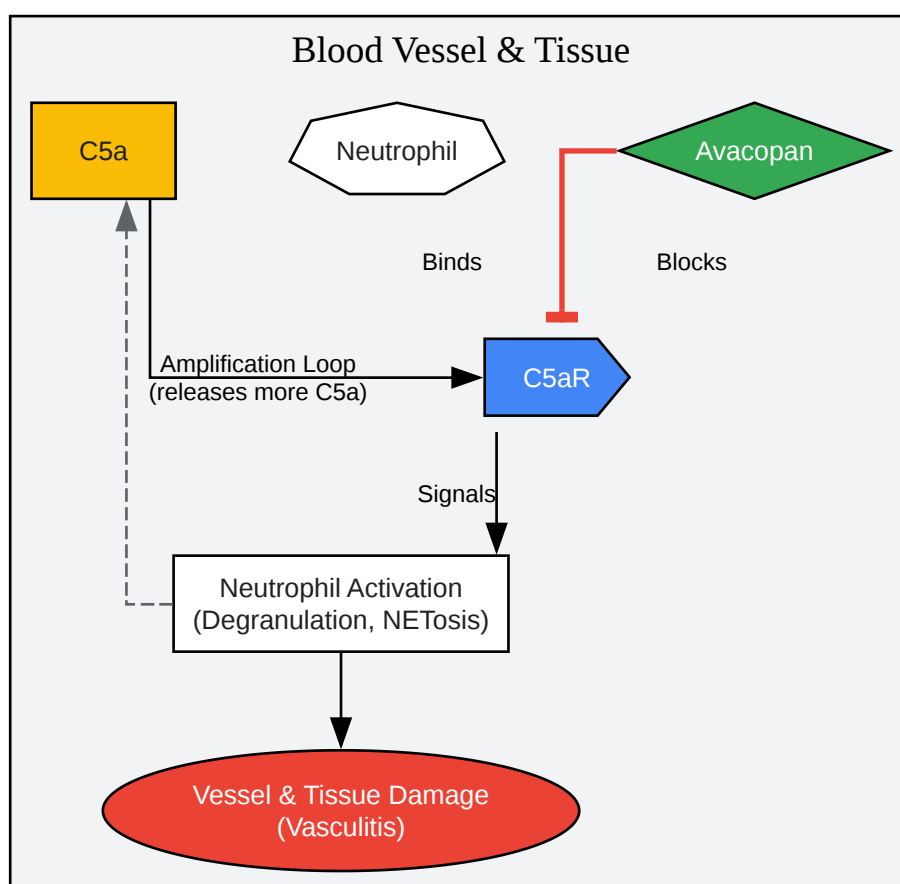 Blood Vessel & Tissue
C5a
Neutrophil
Avacopan
Binds
Blocks
Amplification Loop
(releases more C5a)
C5aR
Signals
Neutrophil Activation
(Degranulation, NETosis)
Vessel & Tissue Damage
(Vasculitis)